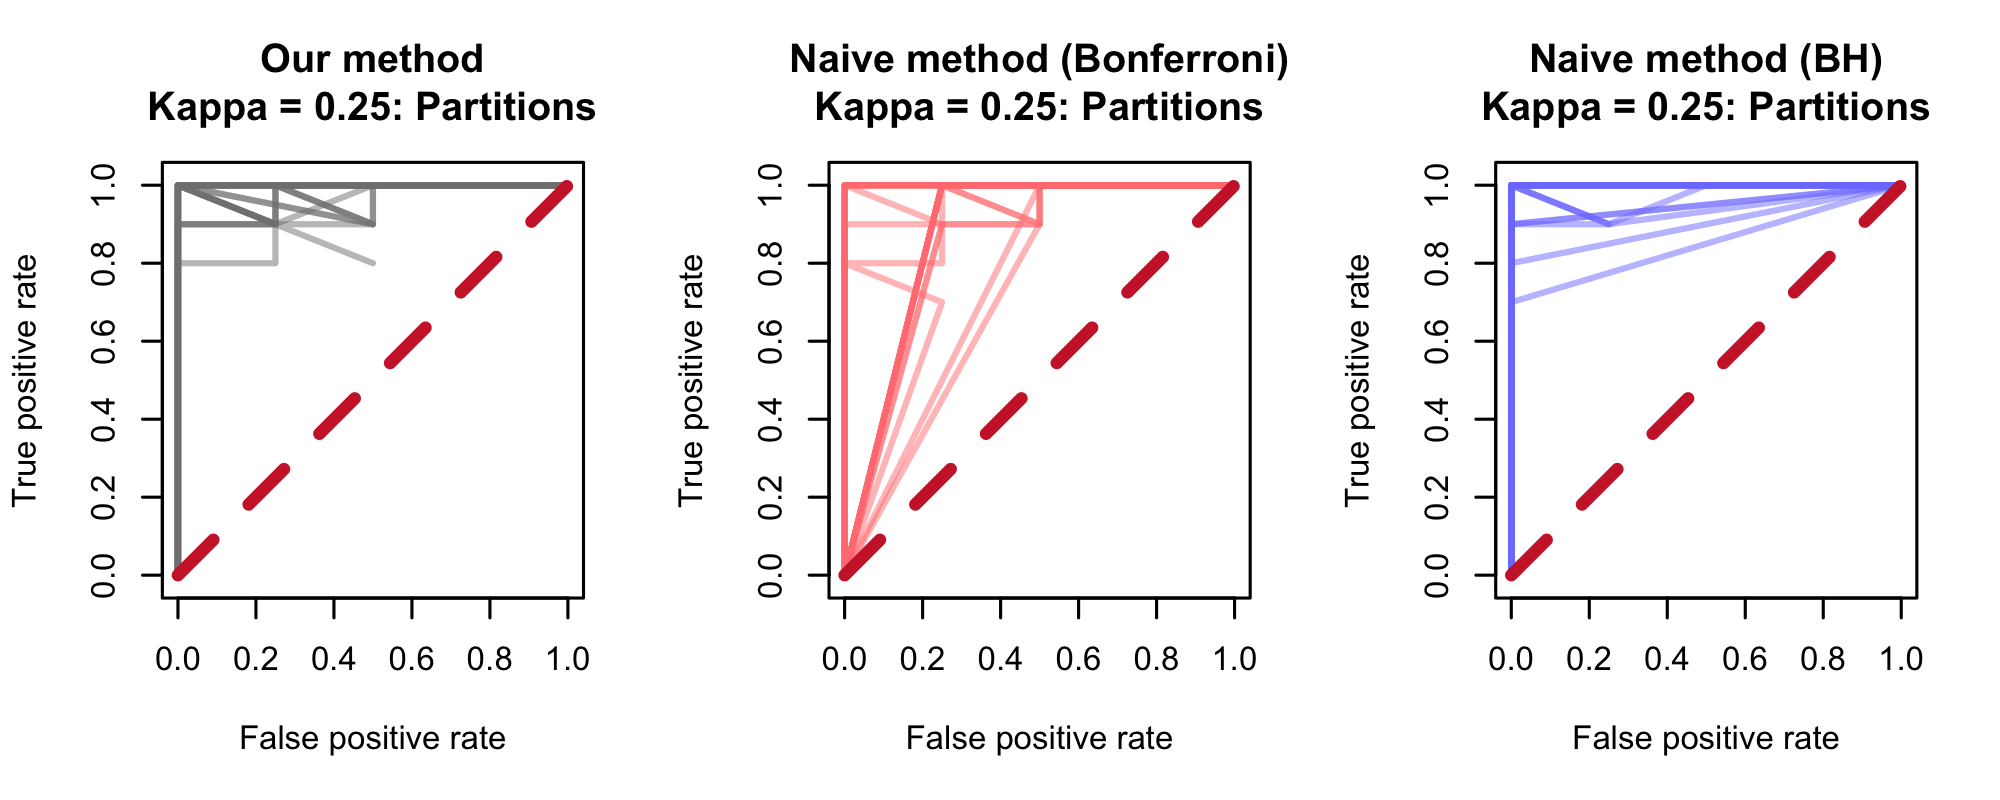 Our method
Kappa = 0.25: Partitions
True positive rate
1.0
0.8
0.6
0.4
0.2
0.0
0.0 0.2 0.4 0.6 0.8 1.0
False positive rate
Naive method (Bonferroni)
Kappa = 0.25: Partitions
True positive rate
1.0
0.8
0.6
0.4
0.2
0.0
0.0 0.2 0.4 0.6 0.8 1.0
False positive rate
Naive method (BH)
Kappa = 0.25: Partitions
True positive rate
1.0
0.8
0.6
0.4
0.2
0.0
0.0 0.2 0.4 0.6 0.8 1.0
False positive rate